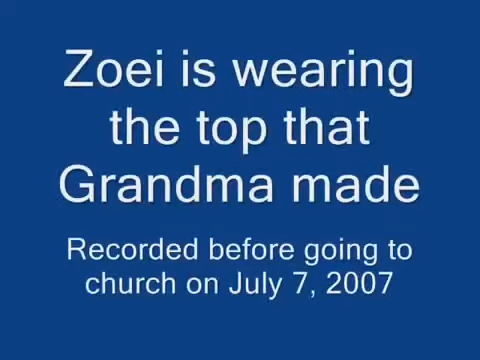 Zoei is wearing
the top that
Grandma made
Recorded before going to
church on July 7, 2007